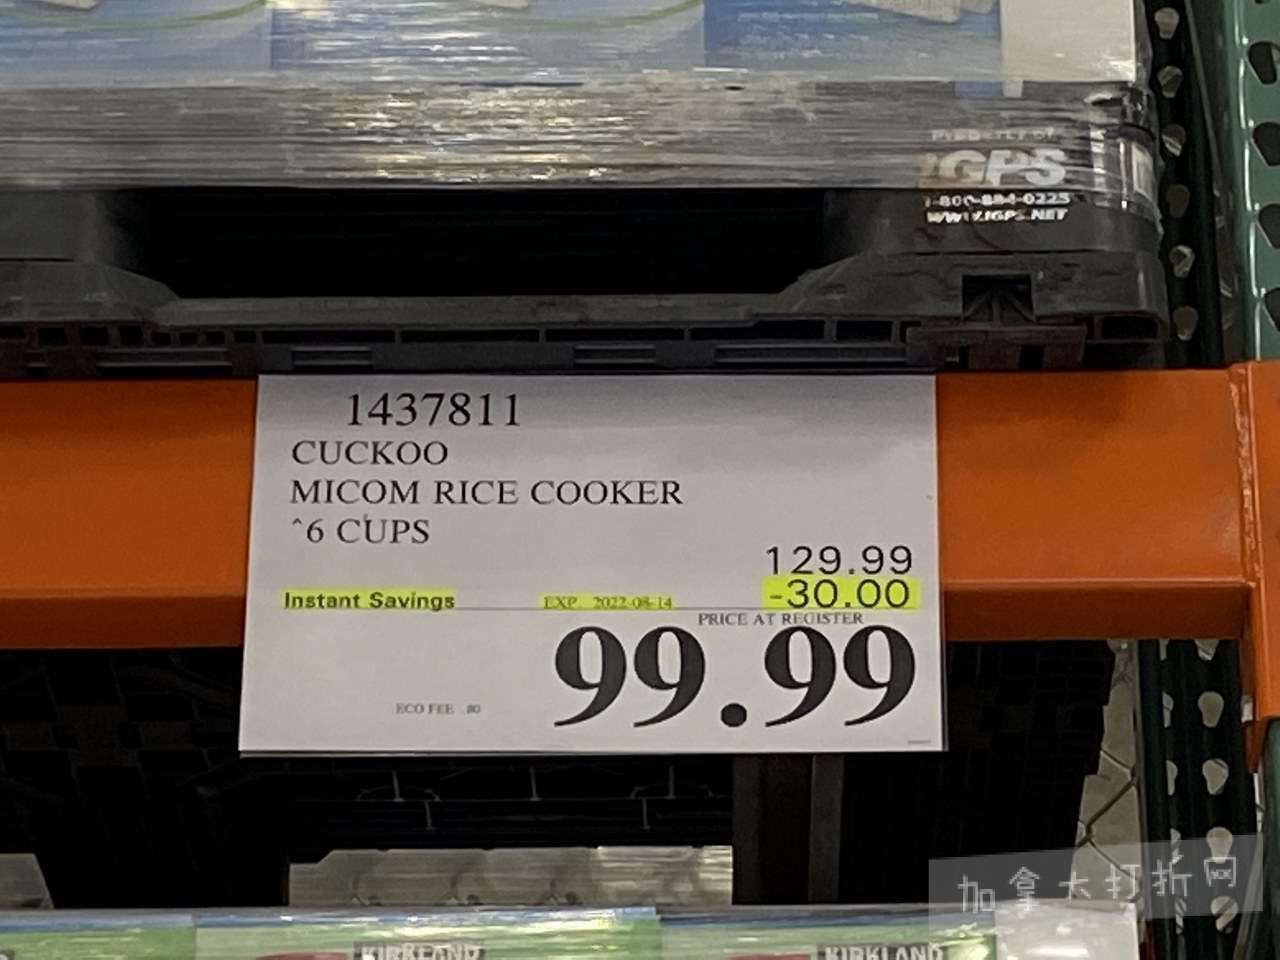 iGPS
1-800-884-0225
WWW.IGPS.NET
1437811
CUCKOO
MICOM RICE COOKER
^6 CUPS
129.99
Instant Savings EXP. 2022-08-14 -30.00
PRICE AT REGISTER
99.99
ECO FEE .80
加拿大打折网
KIRKLAND KIRKLAND